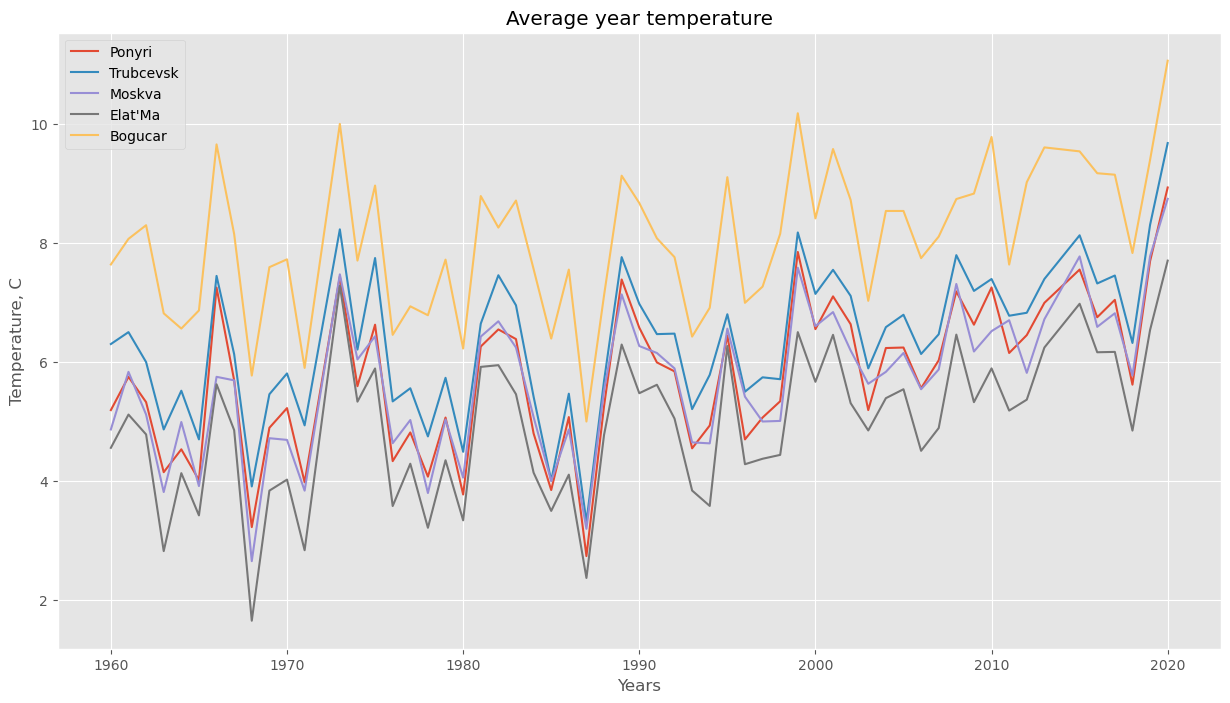 Average year temperature
Ponyri
Trubcevsk
Moskva
Elat'Ma
Bogucar
Temperature, C
10
8
6
4
2
1960 1970 1980 1990 2000 2010 2020
Years